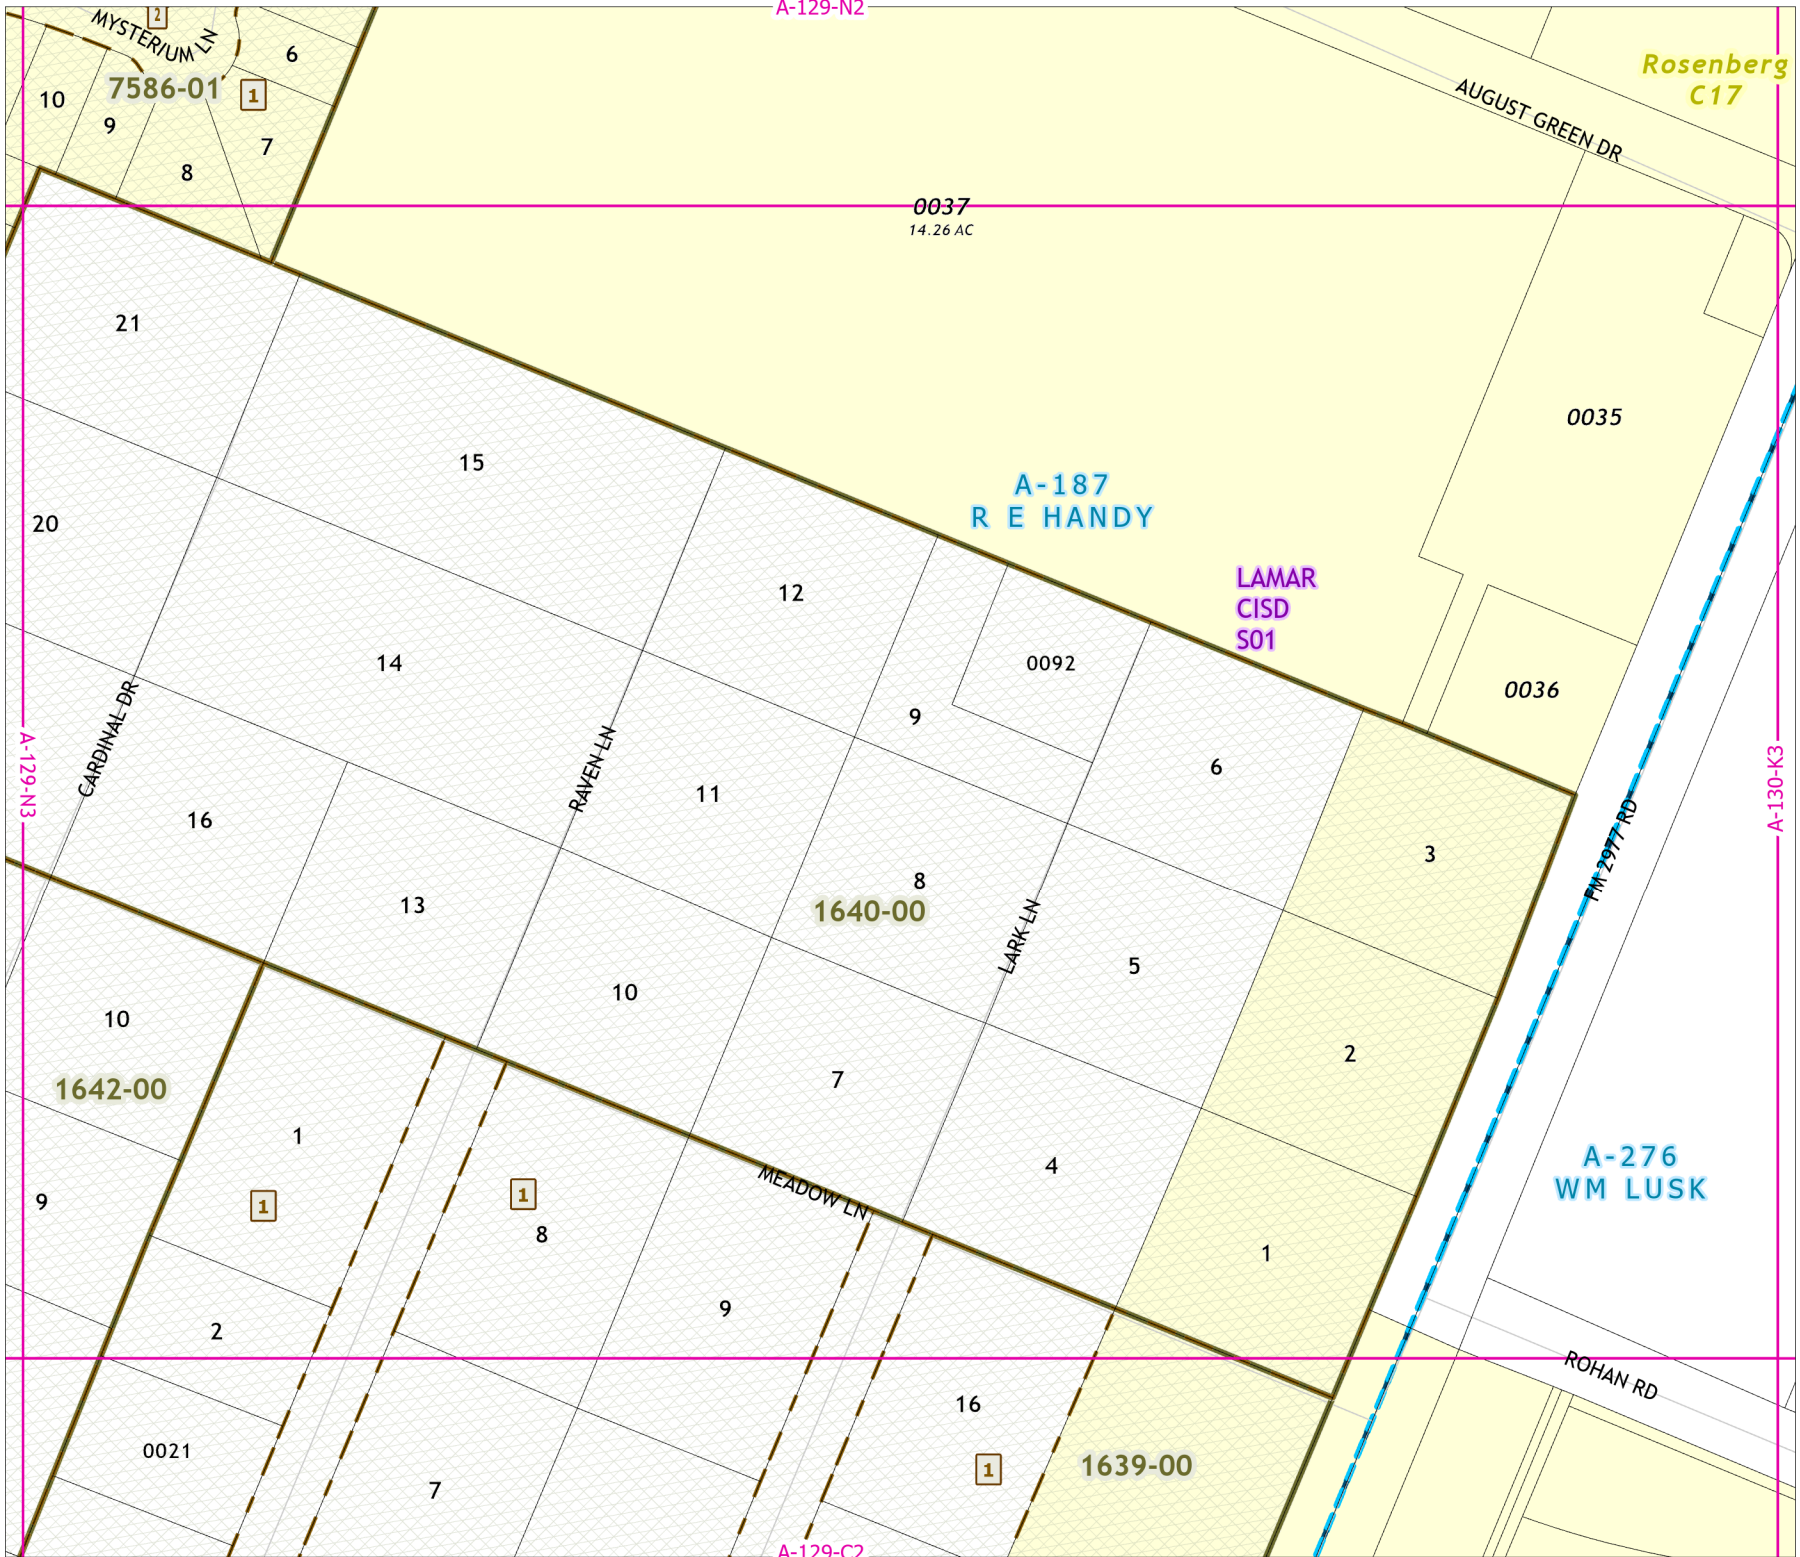 A-129-N2
2
MYSTERIUM LN
6
Rosenberg
C17
7586-01
1
10
9
AUGUST GREEN DR
7
8
0037
14.26 AC
21
0035
15
A-187
R E HANDY
20
LAMAR
CISD
S01
12
14
0092
0036
9
CARDINAL DR
RAVEN LN
A-129-N3
A-130-K3
6
11
16
3
FM 2977 RD
8
13
1640-00
LARK LN
5
10
10
2
1642-00
7
1
A-276
WM LUSK
4
MEADOW LN
9
1
1
8
1
9
2
ROHAN RD
16
0021
1639-00
1
7
A-129-C2